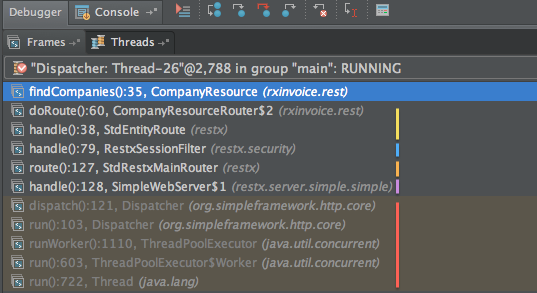 Debugger Console
Frames Threads
"Dispatcher: Thread-26"@2,788 in group "main": RUNNING
findCompanies():35, CompanyResource (rxinvoice.rest)
doRoute():60, CompanyResourceRouter$2 (rxinvoice.rest)
handle():38, StdEntityRoute (restx)
handle():79, RestxSessionFilter (restx.security)
route():127, StdRestxMainRouter (restx)
handle():128, SimpleWebServer$1 (restx.server.simple.simple)
dispatch():121, Dispatcher (org.simpleframework.http.core)
run():103, Dispatcher (org.simpleframework.http.core)
runWorker():1110, ThreadPoolExecutor (java.util.concurrent)
run():603, ThreadPoolExecutor$Worker (java.util.concurrent)
run():722, Thread (java.lang)